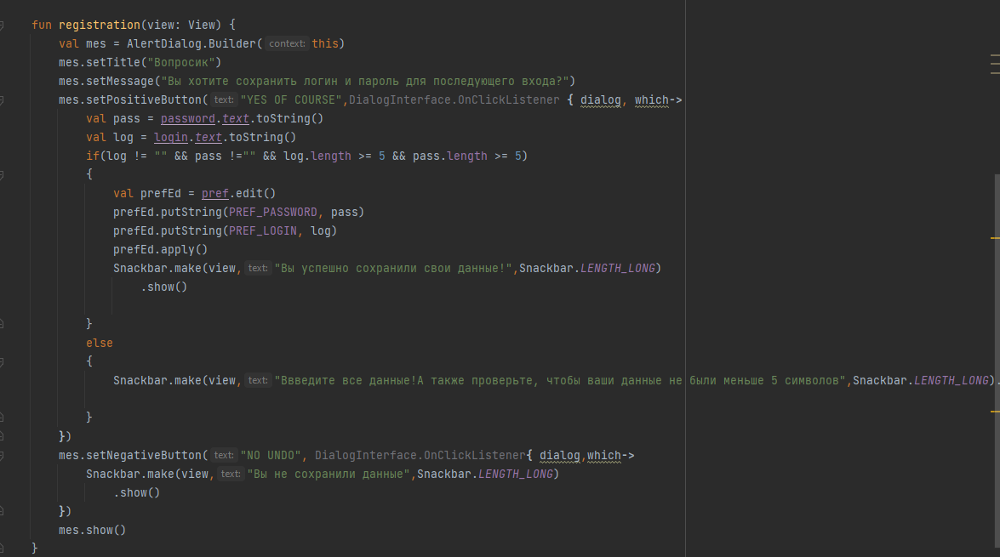 fun registration(view: View) {
val mes = AlertDialog.Builder( context: this)
mes.setTitle("Вопросик")
mes.setMessage("Вы хотите сохранить логин и пароль для последующего входа?")
mes.setPositiveButton( text: "YES OF COURSE",DialogInterface.OnClickListener { dialog, which->
val pass = password.text.toString()
val log = login.text.toString()
if(log != "" && pass !="" && log.length >= 5 && pass.length >= 5)
{
val prefEd = pref.edit()
prefEd.putString(PREF_PASSWORD, pass)
prefEd.putString(PREF_LOGIN, log)
prefEd.apply()
Snackbar.make(view, text: "Вы успешно сохранили свои данные!",Snackbar.LENGTH_LONG)
.show()
}
else
{
Snackbar.make(view, text: "Ввведите все данные!А также проверьте, чтобы ваши данные не были меньше 5 символов",Snackbar.LENGTH_LONG).
}
})
mes.setNegativeButton( text: "NO UNDO", DialogInterface.OnClickListener{ dialog,which->
Snackbar.make(view, text: "Вы не сохранили данные",Snackbar.LENGTH_LONG)
.show()
})
mes.show()
}